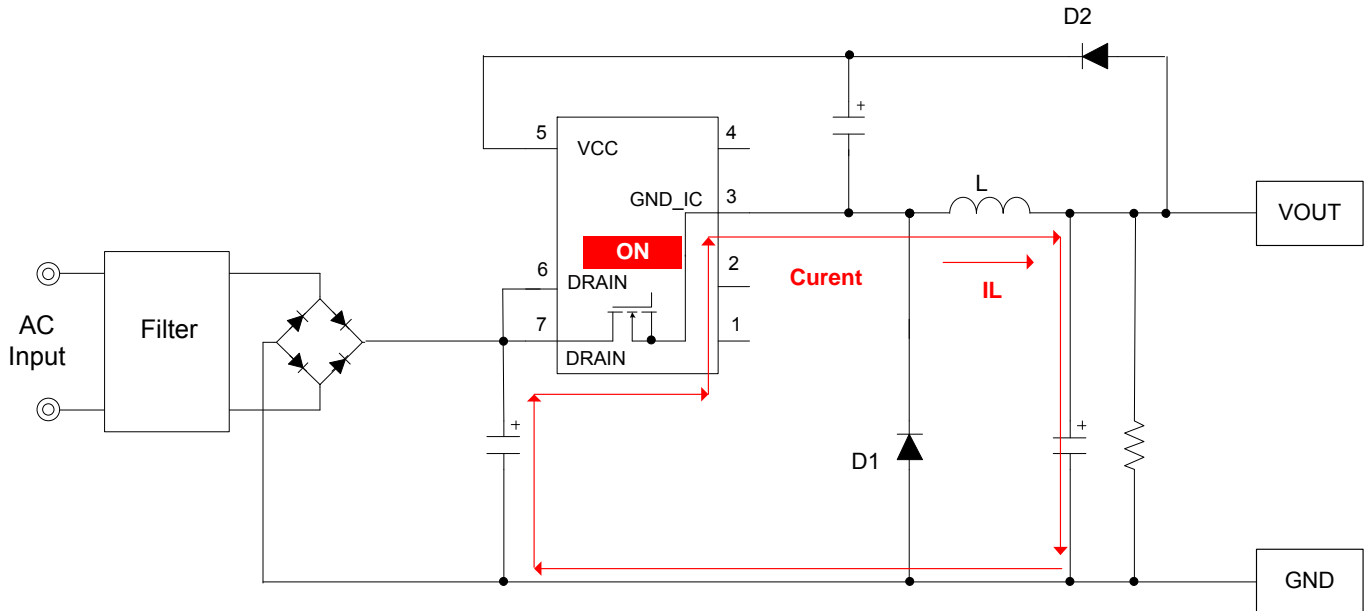 D2
+
5
4
VCC
GND_IC
3
L
VOUT
ON
6
2
Curent
IL
DRAIN
AC
Input
Filter
7
1
DRAIN
+
+
D1
GND